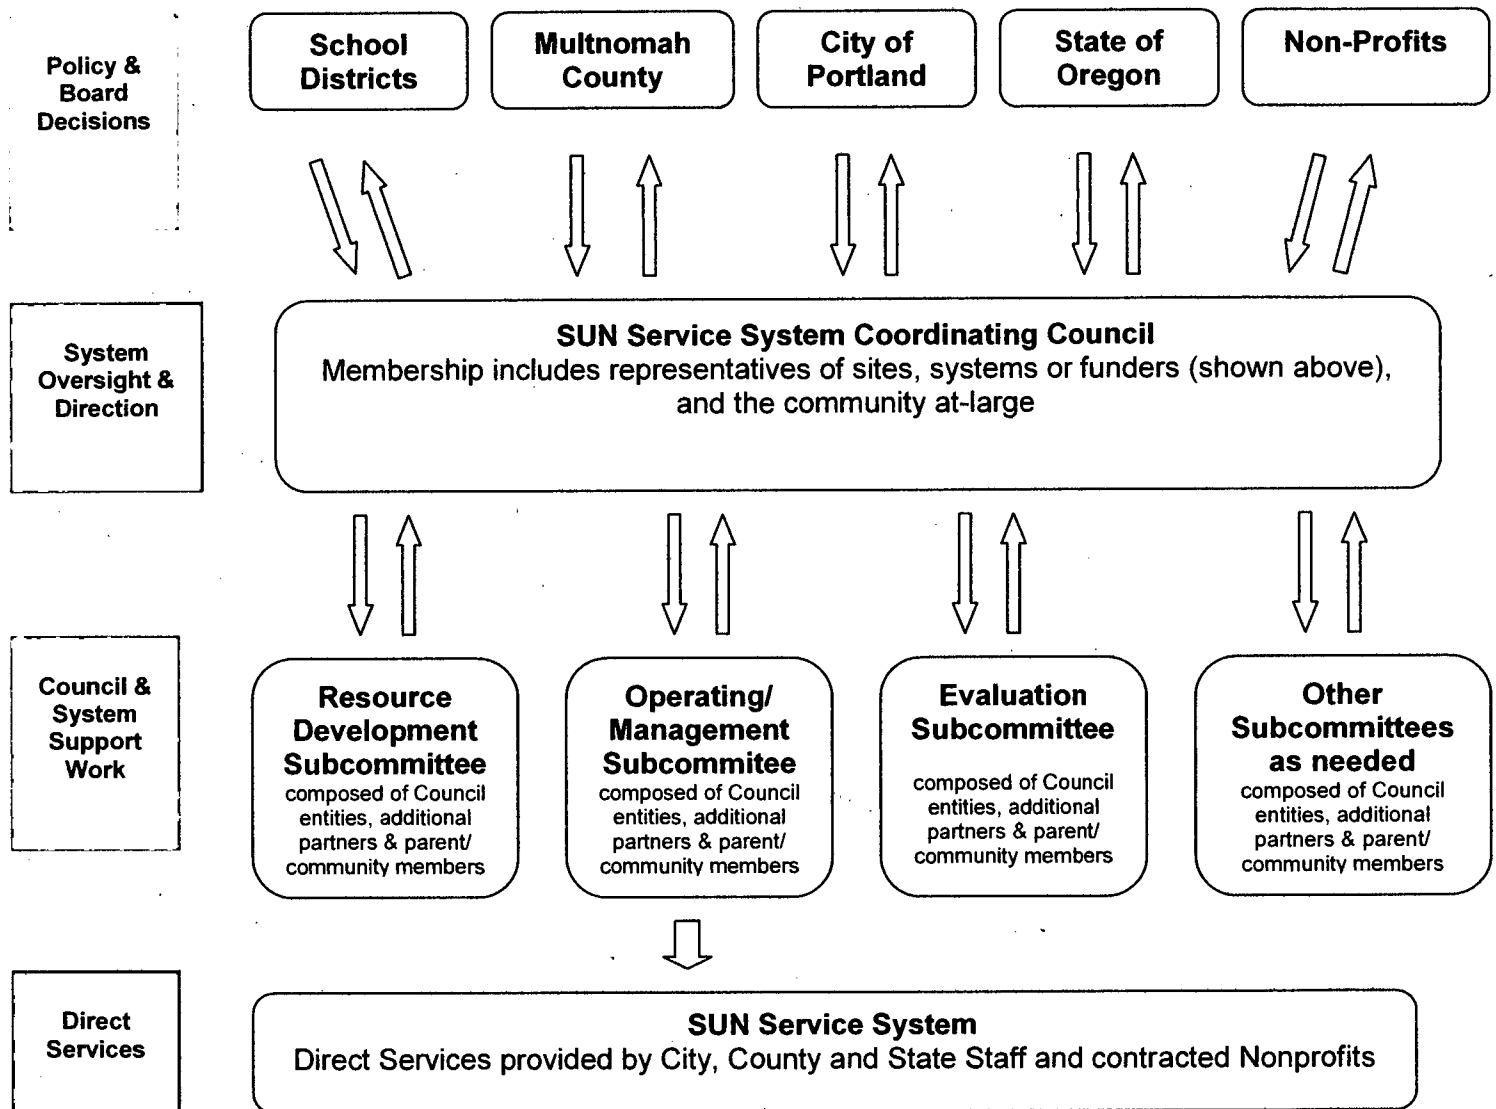 Policy &
Board
Decisions
School
Districts
Multnomah
County
City of
Portland
State of
Oregon
Non-Profits
System
Oversight &
Direction
SUN Service System Coordinating Council
Membership includes representatives of sites, systems or funders (shown above),
and the community at-large
Council &
System
Support
Work
Resource
Development
Subcommittee
composed of Council
entities, additional
partners & parent/
community members
Operating/
Management
Subcommitee
composed of Council
entities, additional
partners & parent/
community members
Evaluation
Subcommittee
composed of Council
entities, additional
partners & parent/
community members
Other
Subcommittees
as needed
composed of Council
entities, additional
partners & parent/
community members
Direct
Services
SUN Service System
Direct Services provided by City, County and State Staff and contracted Nonprofits